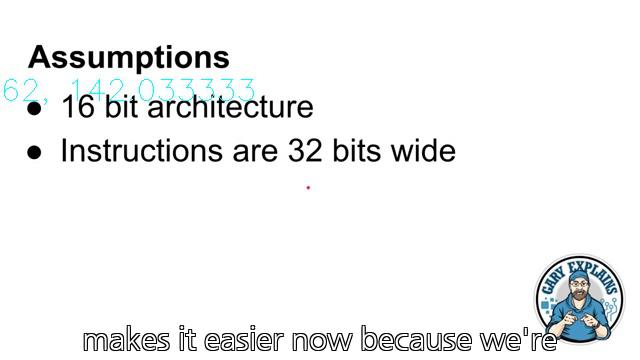 Assumptions
62, 142.033333
● 16 bit architecture
● Instructions are 32 bits wide
GARY EXPLAINS
makes it easier now because we're